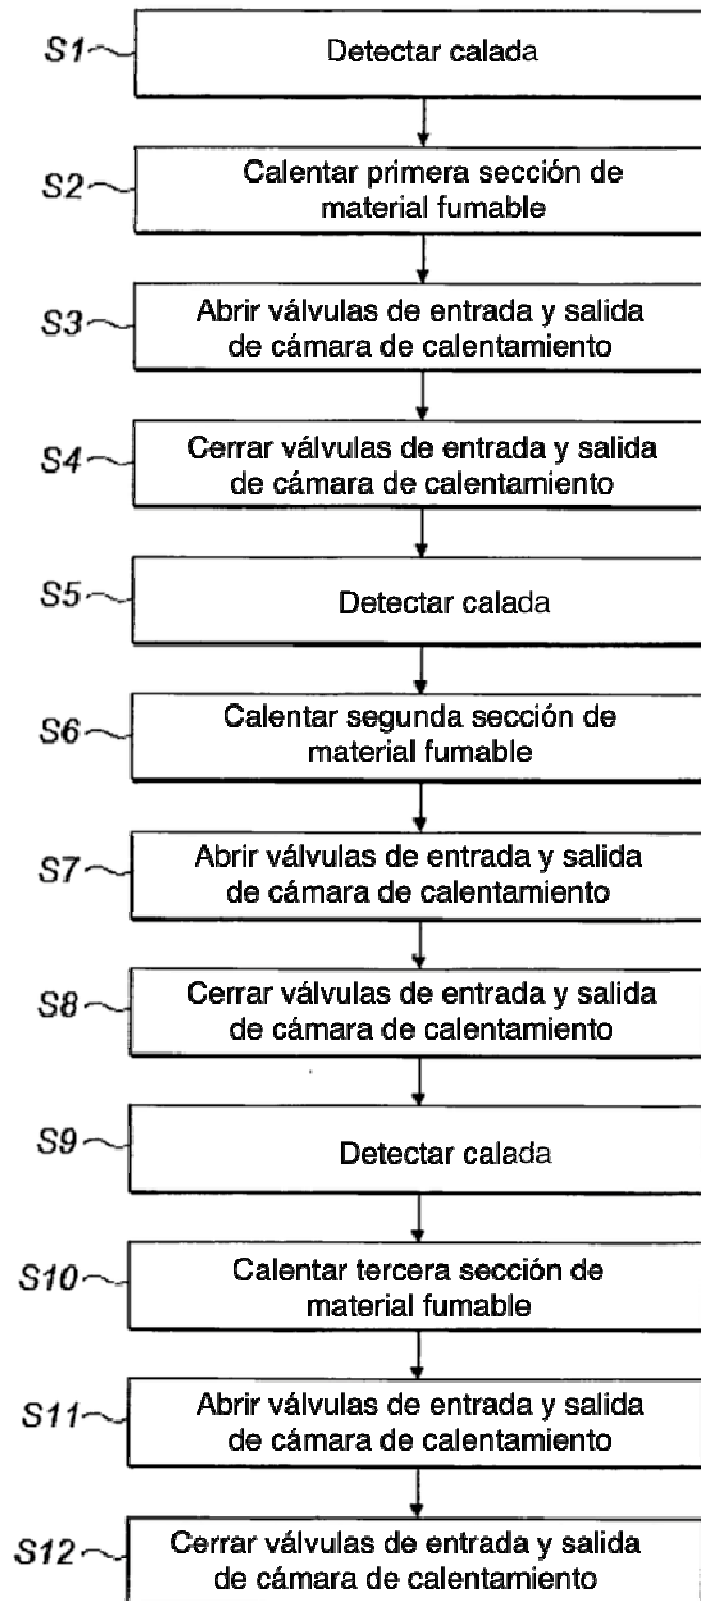 S1
Detectar calada
S2
Calentar primera sección de
material fumable
S3
Abrir válvulas de entrada y salida
de cámara de calentamiento
S4
Cerrar válvulas de entrada y salida
de cámara de calentamiento
S5
Detectar calada
S6
Calentar segunda sección de
material fumable
S7
Abrir válvulas de entrada y salida
de cámara de calentamiento
S8
Cerrar válvulas de entrada y salida
de cámara de calentamiento
S9
Detectar calada
S10
Calentar tercera sección de
material fumable
S11
Abrir válvulas de entrada y salida
de cámara de calentamiento
S12
Cerrar válvulas de entrada y salida
de cámara de calentamiento